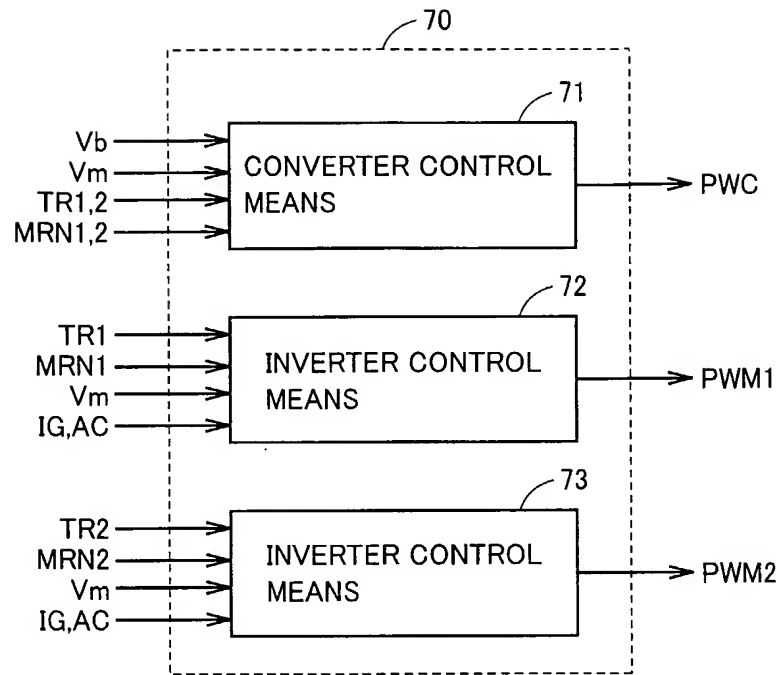 70
71
Vb
Vm
TR1,2
MRN1,2
CONVERTER CONTROL
MEANS
PWC
72
TR1
MRN1
Vm
IG,AC
INVERTER CONTROL
MEANS
PWM1
73
TR2
MRN2
Vm
IG,AC
INVERTER CONTROL
MEANS
PWM2